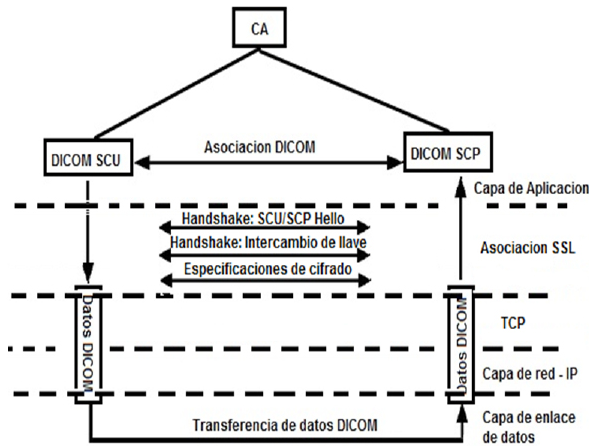 CA
DICOM SCU
Asociacion DICOM
DICOM SCP
Capa de Aplicacion
Handshake: SCU/SCP Hello
Handshake: Intercambio de llave
Especificaciones de cifrado
Asociacion SSL
Datos DICOM
Datos DICOM
TCP
Capa de red - IP
Transferencia de datos DICOM
Capa de enlace
de datos